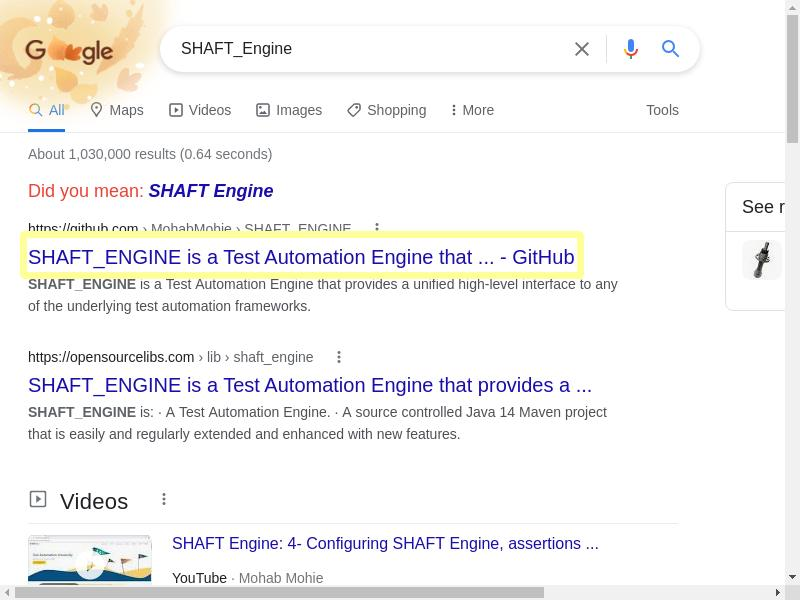 Google
SHAFT_Engine
All Maps Videos Images Shopping More Tools
About 1,030,000 results (0.64 seconds)
Did you mean: SHAFT Engine
https://github.com › MohabMohie › SHAFT_ENGINE
SHAFT_ENGINE is a Test Automation Engine that ... - GitHub
SHAFT_ENGINE is a Test Automation Engine that provides a unified high-level interface to any
of the underlying test automation frameworks.
See r
https://opensourcelibs.com › lib › shaft_engine
SHAFT_ENGINE is a Test Automation Engine that provides a ...
SHAFT_ENGINE is: · A Test Automation Engine. · A source controlled Java 14 Maven project
that is easily and regularly extended and enhanced with new features.
Videos
SHAFT Engine: 4- Configuring SHAFT Engine, assertions ...
YouTube · Mohab Mohie